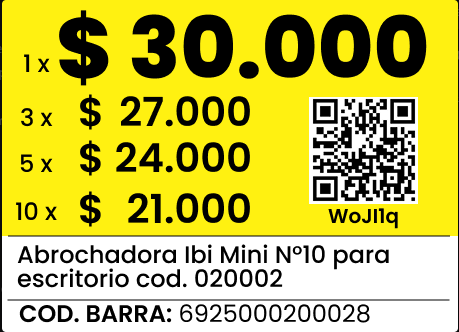 1 x $ 30.000
3 x $ 27.000
5 x $ 24.000
10 x $ 21.000
WoJI1q
Abrochadora Ibi Mini N°10 para
escritorio cod. 020002
COD. BARRA: 6925000200028